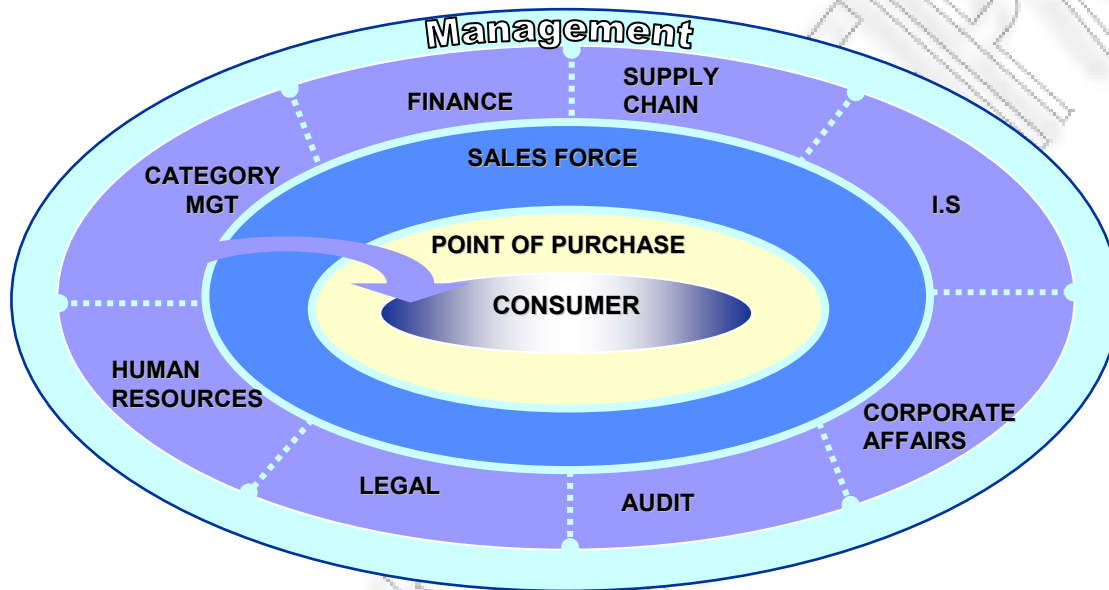 Management
FINANCE
SUPPLY
CHAIN
SALES FORCE
CATEGORY
MGT
I.S
POINT OF PURCHASE
CONSUMER
HUMAN
RESOURCES
CORPORATE
AFFAIRS
LEGAL
AUDIT